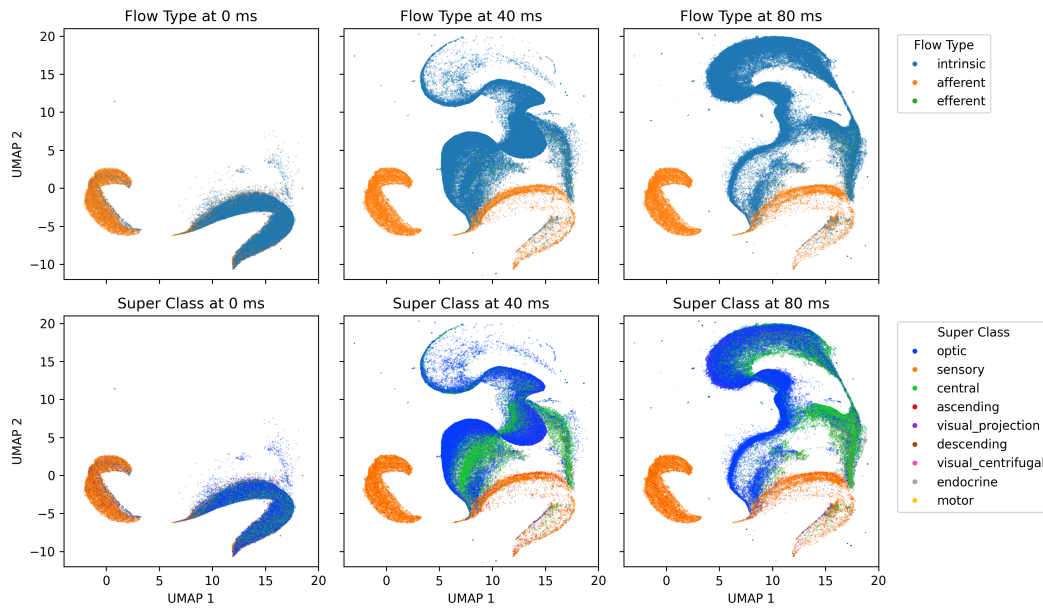 Flow Type at 0 ms
Flow Type at 40 ms
Flow Type at 80 ms
UMAP 2
20
15
10
5
0
−5
−10
Flow Type
intrinsic
afferent
efferent
Super Class at 0 ms
Super Class at 40 ms
Super Class at 80 ms
UMAP 2
20
15
10
5
0
−5
−10
0 5 10 15 20
0 5 10 15 20
0 5 10 15 20
UMAP 1
UMAP 1
UMAP 1
Super Class
optic
sensory
central
ascending
visual_projection
descending
visual_centrifugal
endocrine
motor